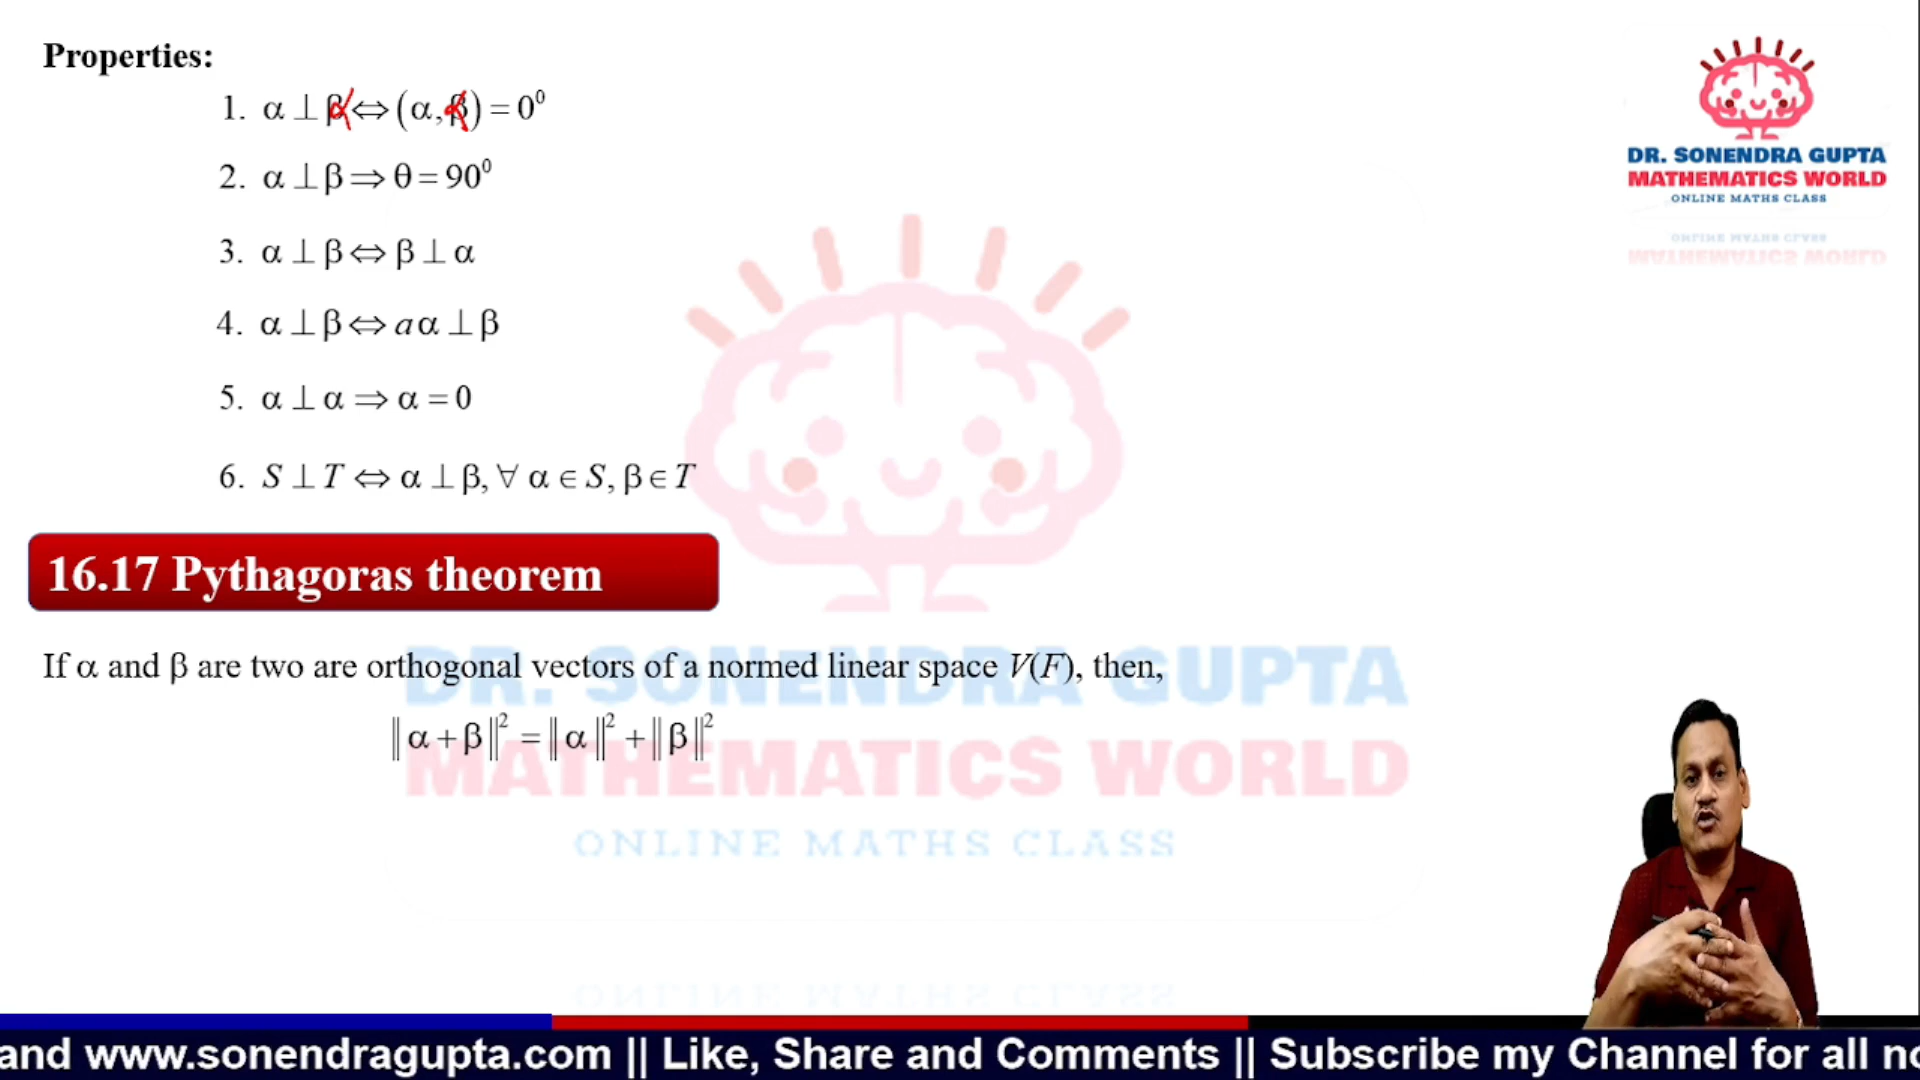 Properties:
1. α ⊥ β ⇔ (α, β) = 0⁰
2. α ⊥ β ⇒ θ = 90⁰
3. α ⊥ β ⇔ β ⊥ α
4. α ⊥ β ⇔ aα ⊥ β
5. α ⊥ α ⇒ α = 0
6. S ⊥ T ⇔ α ⊥ β, ∀ α ∈ S, β ∈ T
16.17 Pythagoras theorem
If α and β are two are orthogonal vectors of a normed linear space V(F), then,
‖α + β‖² = ‖α‖² + ‖β‖²
DR. SONENDRA GUPTA
MATHEMATICS WORLD
ONLINE MATHS CLASS
DR. SONENDRA GUPTA
MATHEMATICS WORLD
ONLINE MATHS CLASS
and www.sonendragupta.com || Like, Share and Comments || Subscribe my Channel for all no